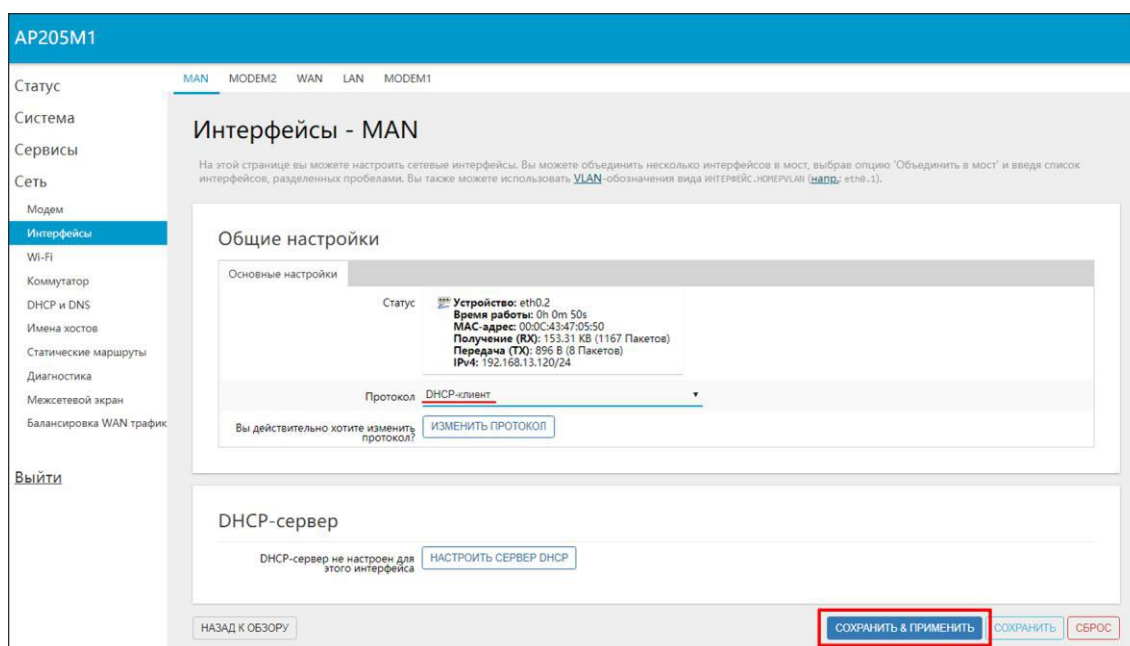 AP205M1
Статус
Система
Сервисы
Сеть
Модем
Интерфейсы
Wi-Fi
Коммутатор
DHCP и DNS
Имена хостов
Статические маршруты
Диагностика
Межсетевой экран
Балансировка WAN трафик
Выйти
MAN MODEM2 WAN LAN MODEM1
Интерфейсы - MAN
На этой странице вы можете настроить сетевые интерфейсы. Вы можете объединить несколько интерфейсов в мост, выбрав опцию 'Объединить в мост' и введя список
интерфейсов, разделенных пробелами. Вы также можете использовать VLAN-обозначения вида ИНТЕРФЕЙС.НОМЕРVLAN (напр.: eth0.1).
Общие настройки
Основные настройки
Статус
Устройство: eth0.2
Время работы: 0h 0m 50s
MAC-адрес: 00:0C:43:47:05:50
Получение (RX): 153.31 KB (1167 Пакетов)
Передача (TX): 896 B (8 Пакетов)
IPv4: 192.168.13.120/24
Протокол DHCP-клиент
Вы действительно хотите изменить
протокол?
ИЗМЕНИТЬ ПРОТОКОЛ
DHCP-сервер
DHCP-сервер не настроен для
этого интерфейса
НАСТРОИТЬ СЕРВЕР DHCP
НАЗАД К ОБЗОРУ
СОХРАНИТЬ & ПРИМЕНИТЬ СОХРАНИТЬ СБРОС